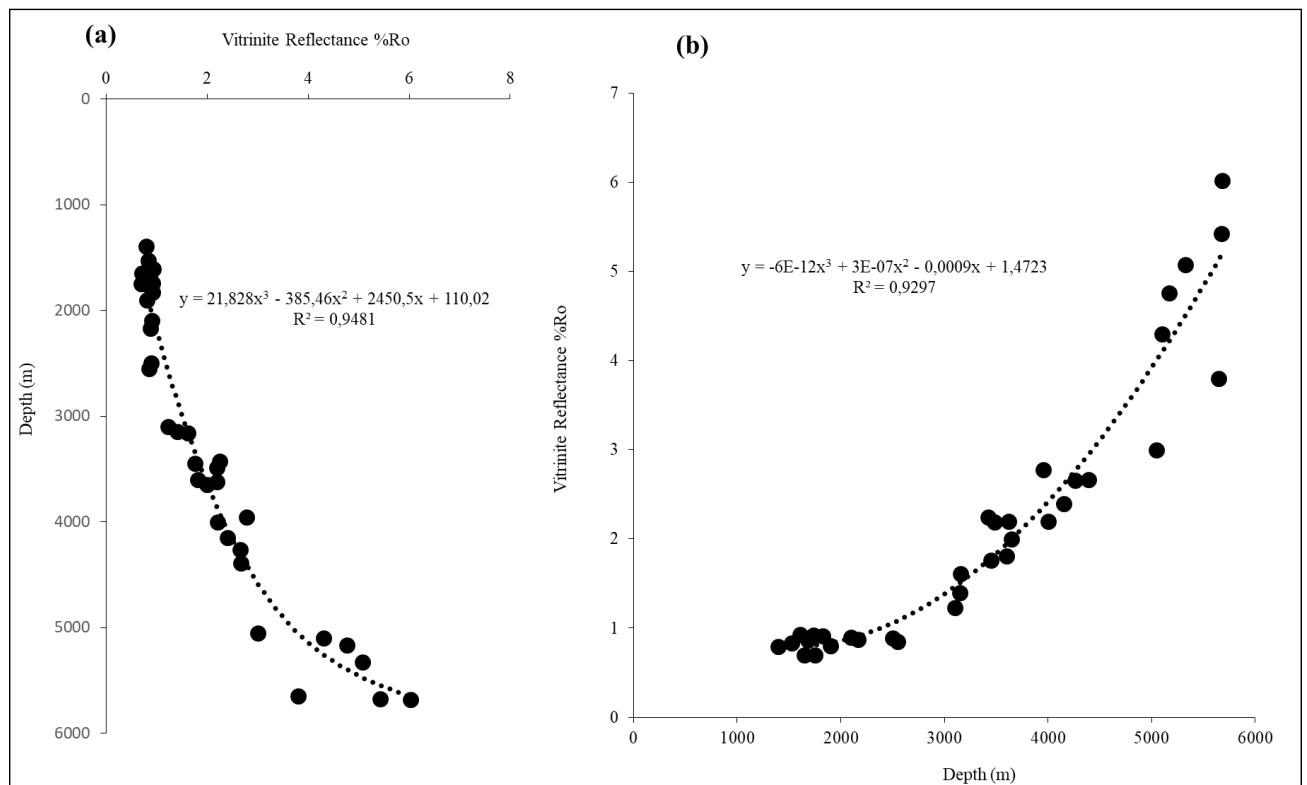 (a)
Vitrinite Reflectance %Ro
0 2 4 6 8
0
1000
2000
3000
4000
5000
6000
Depth (m)
y = 21,828x³ - 385,46x² + 2450,5x + 110,02
R² = 0,9481
(b)
7
6
5
4
3
2
1
0
Vitrinite Reflectance %Ro
y = -6E-12x³ + 3E-07x² - 0,0009x + 1,4723
R² = 0,9297
0 1000 2000 3000 4000 5000 6000
Depth (m)